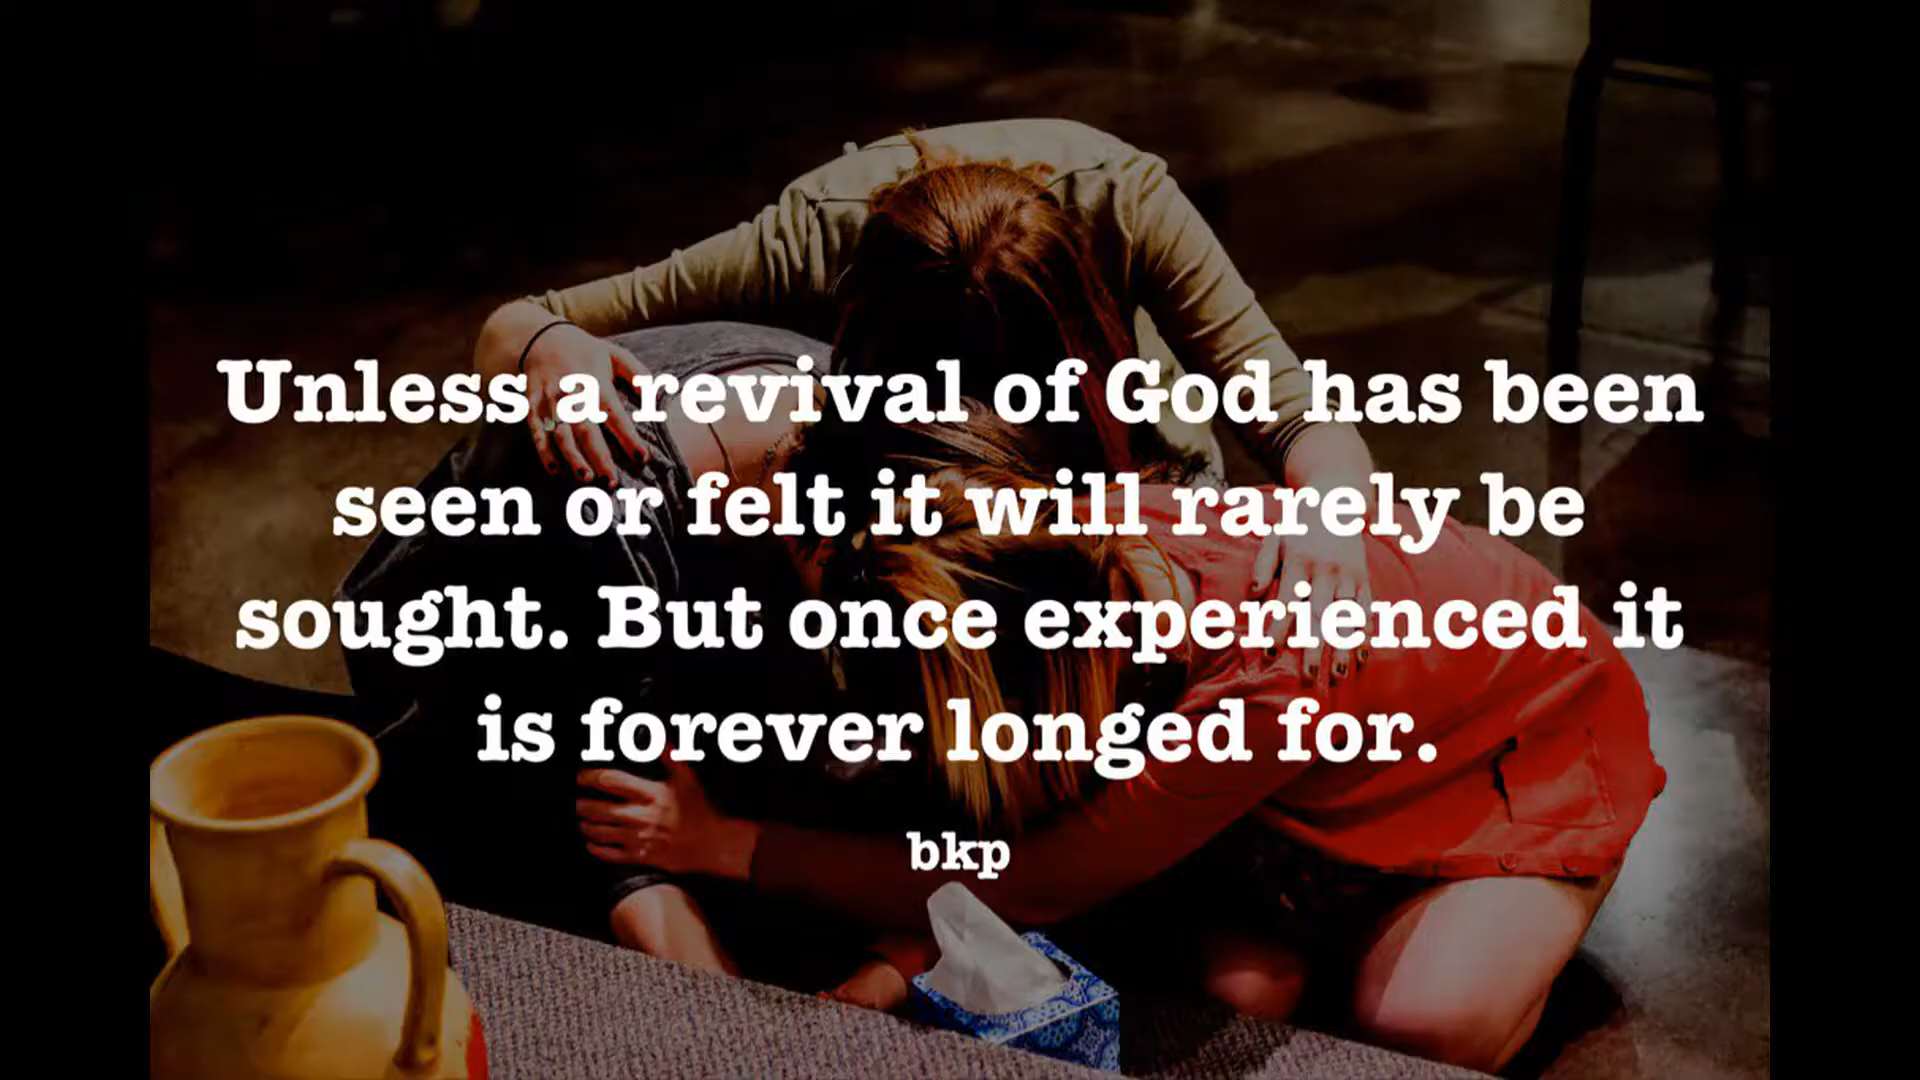 Unless a revival of God has been
seen or felt it will rarely be
sought. But once experienced it
is forever longed for.
bkp